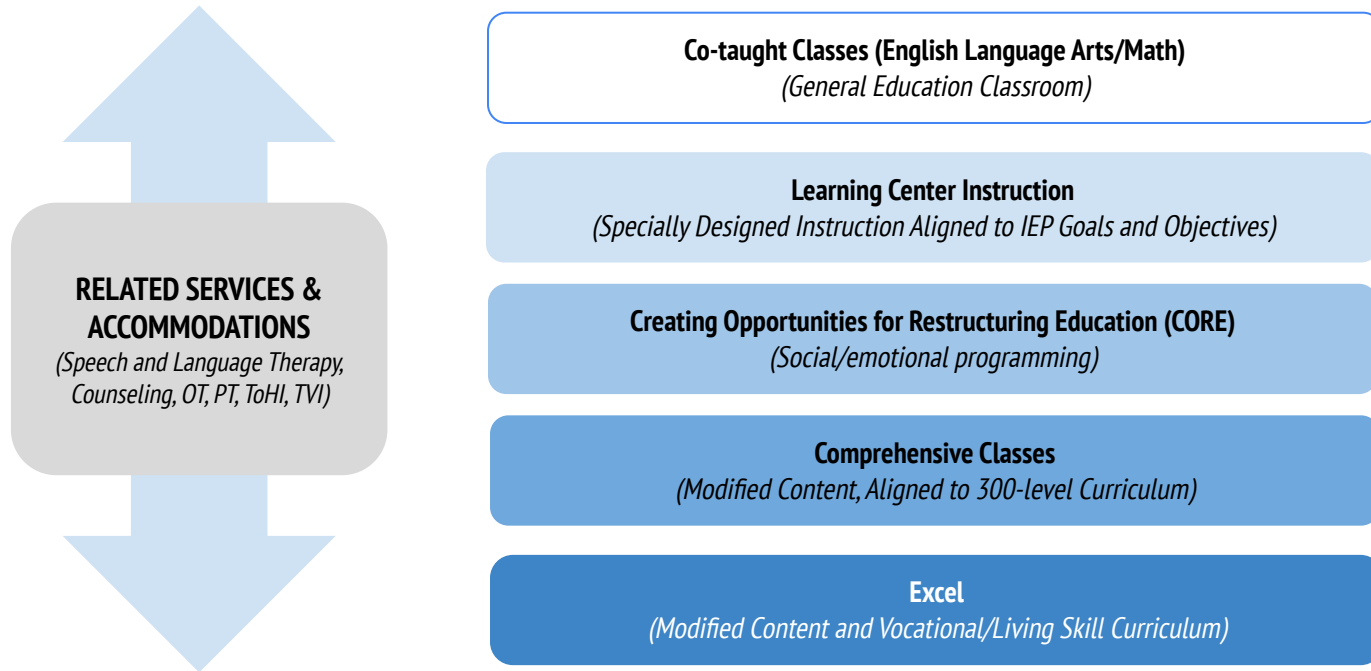 Co-taught Classes (English Language Arts/Math)
(General Education Classroom)
Learning Center Instruction
(Specially Designed Instruction Aligned to IEP Goals and Objectives)
RELATED SERVICES &
ACCOMMODATIONS
(Speech and Language Therapy,
Counseling, OT, PT, ToHI, TVI)
Creating Opportunities for Restructuring Education (CORE)
(Social/emotional programming)
Comprehensive Classes
(Modified Content, Aligned to 300-level Curriculum)
Excel
(Modified Content and Vocational/Living Skill Curriculum)